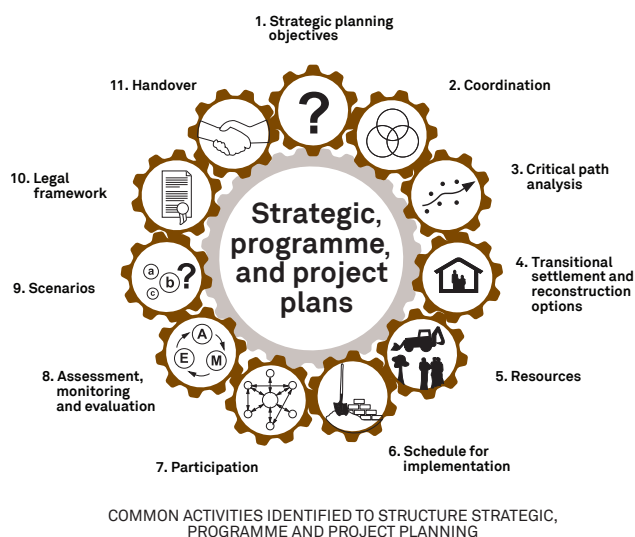 1. Strategic planning
objectives
2. Coordination
3. Critical path
analysis
4. Transitional
settlement and
reconstruction
options
5. Resources
6. Schedule for
implementation
7. Participation
8. Assessment,
monitoring
and evaluation
9. Scenarios
10. Legal
framework
11. Handover
?
a
b
c
?
A
E
M
Strategic,
programme,
and project
plans
COMMON ACTIVITIES IDENTIFIED TO STRUCTURE STRATEGIC,
PROGRAMME AND PROJECT PLANNING